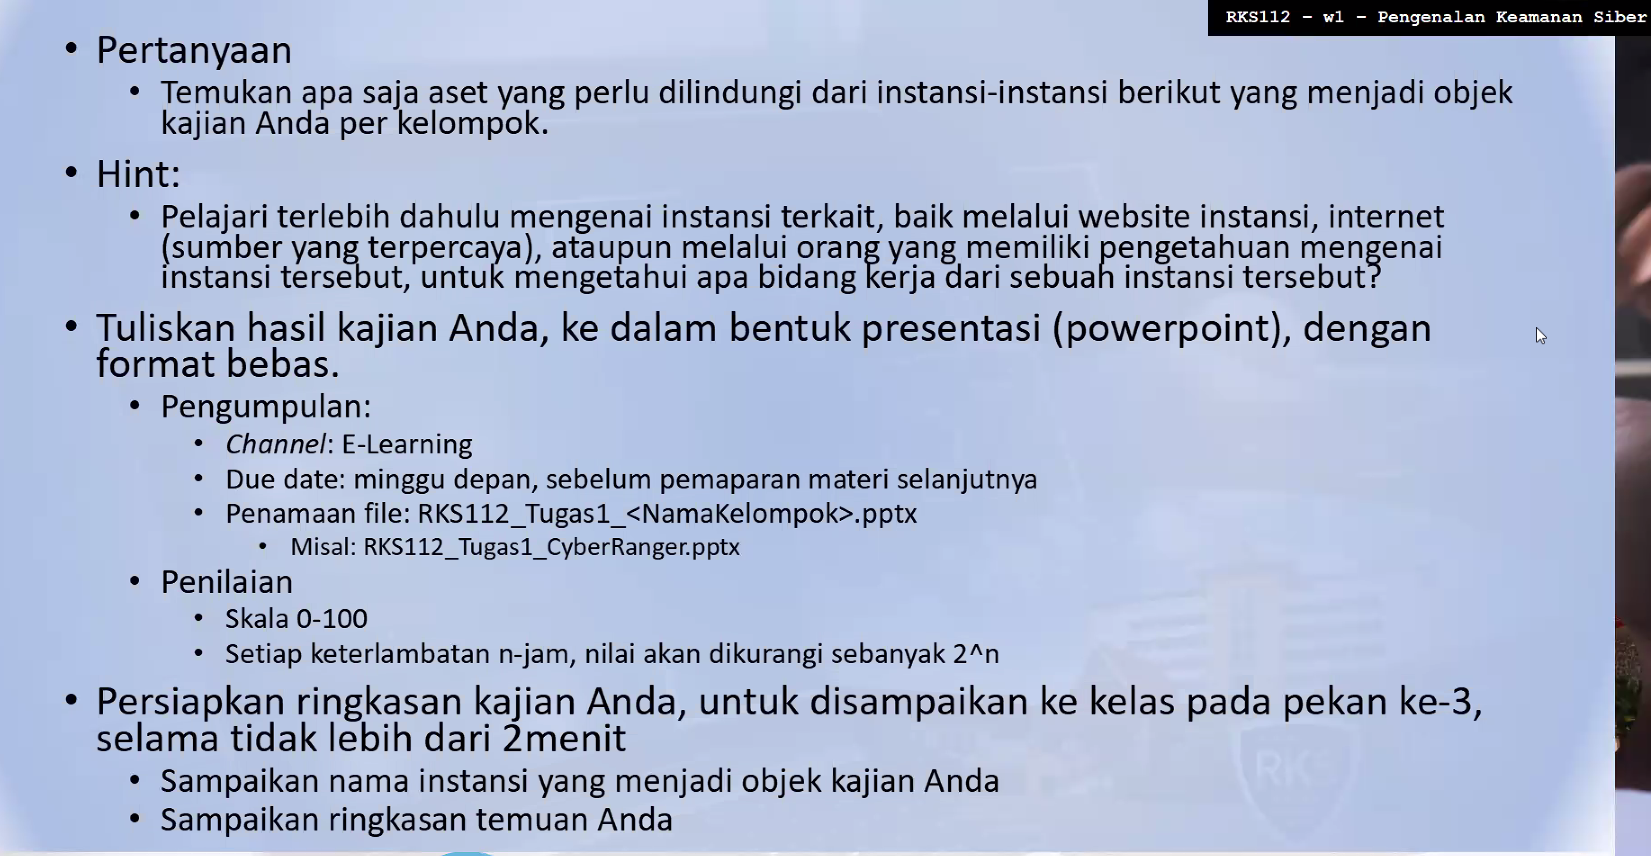 RKS112 – w1 – Pengenalan Keamanan Siber
• Pertanyaan
• Temukan apa saja aset yang perlu dilindungi dari instansi-instansi berikut yang menjadi objek
kajian Anda per kelompok.
• Hint:
• Pelajari terlebih dahulu mengenai instansi terkait, baik melalui website instansi, internet
(sumber yang terpercaya), ataupun melalui orang yang memiliki pengetahuan mengenai
instansi tersebut, untuk mengetahui apa bidang kerja dari sebuah instansi tersebut?
• Tuliskan hasil kajian Anda, ke dalam bentuk presentasi (powerpoint), dengan
format bebas.
• Pengumpulan:
• Channel: E-Learning
• Due date: minggu depan, sebelum pemaparan materi selanjutnya
• Penamaan file: RKS112_Tugas1_<NamaKelompok>.pptx
• Misal: RKS112_Tugas1_CyberRanger.pptx
• Penilaian
• Skala 0-100
• Setiap keterlambatan n-jam, nilai akan dikurangi sebanyak 2^n
• Persiapkan ringkasan kajian Anda, untuk disampaikan ke kelas pada pekan ke-3,
selama tidak lebih dari 2menit
• Sampaikan nama instansi yang menjadi objek kajian Anda
• Sampaikan ringkasan temuan Anda
RKS